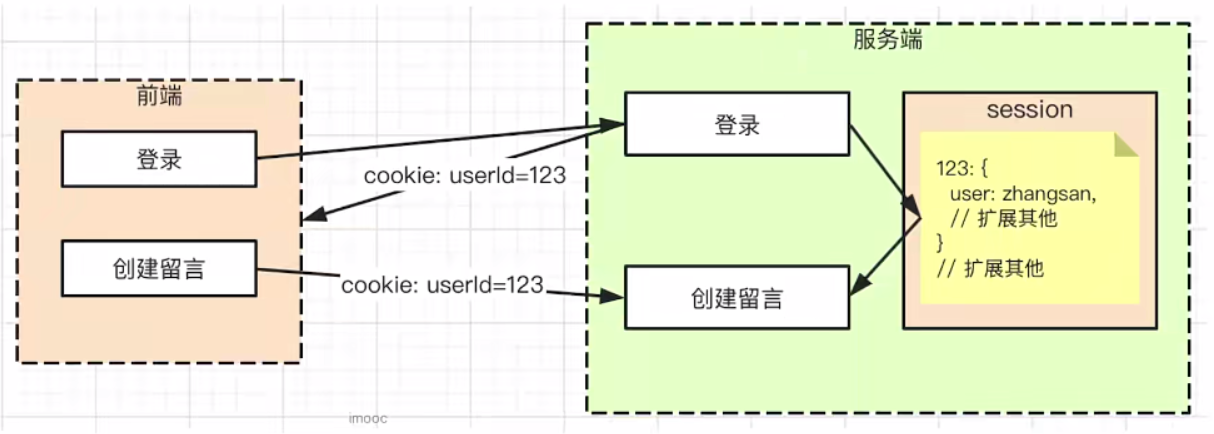 前端
登录
创建留言
cookie: userId=123
cookie: userId=123
服务端
登录
创建留言
session
123: {
user: zhangsan,
// 扩展其他
}
// 扩展其他
imooc